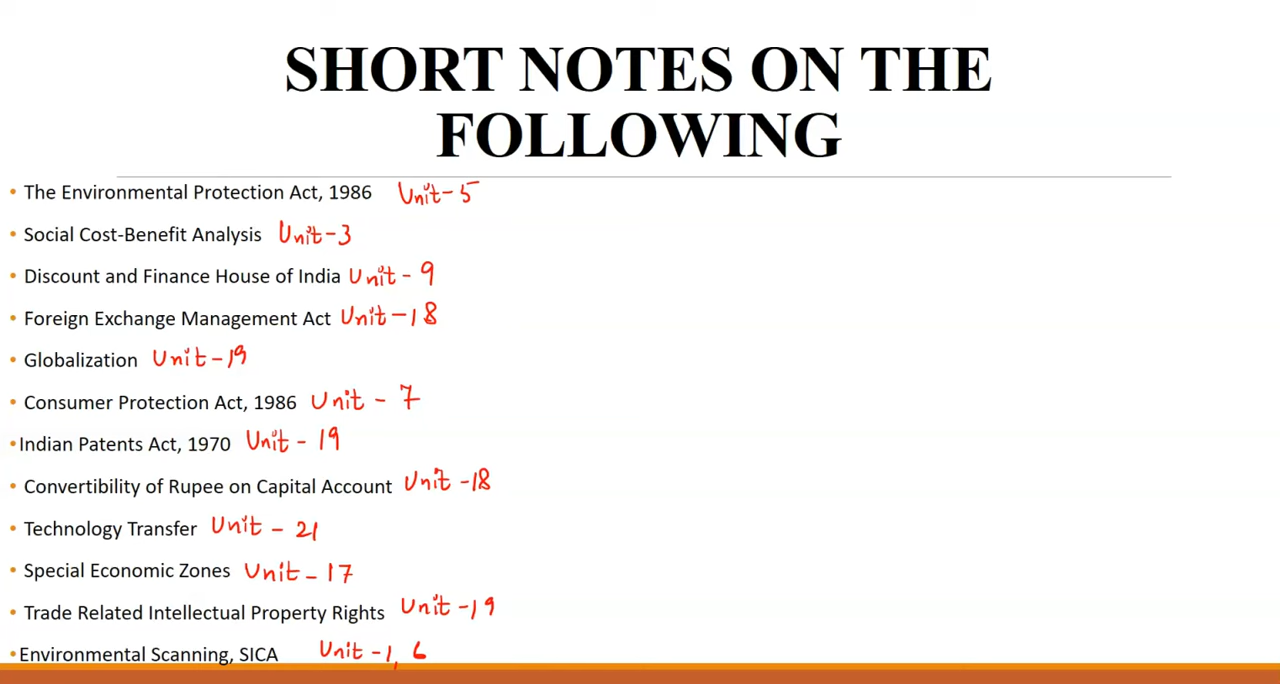 SHORT NOTES ON THE
FOLLOWING
• The Environmental Protection Act, 1986 Unit-5
• Social Cost-Benefit Analysis Unit-3
• Discount and Finance House of India Unit-9
• Foreign Exchange Management Act Unit-18
• Globalization Unit-19
• Consumer Protection Act, 1986 Unit-7
•Indian Patents Act, 1970 Unit-19
• Convertibility of Rupee on Capital Account Unit-18
• Technology Transfer Unit-21
• Special Economic Zones Unit-17
• Trade Related Intellectual Property Rights Unit-19
•Environmental Scanning, SICA Unit-1, 6